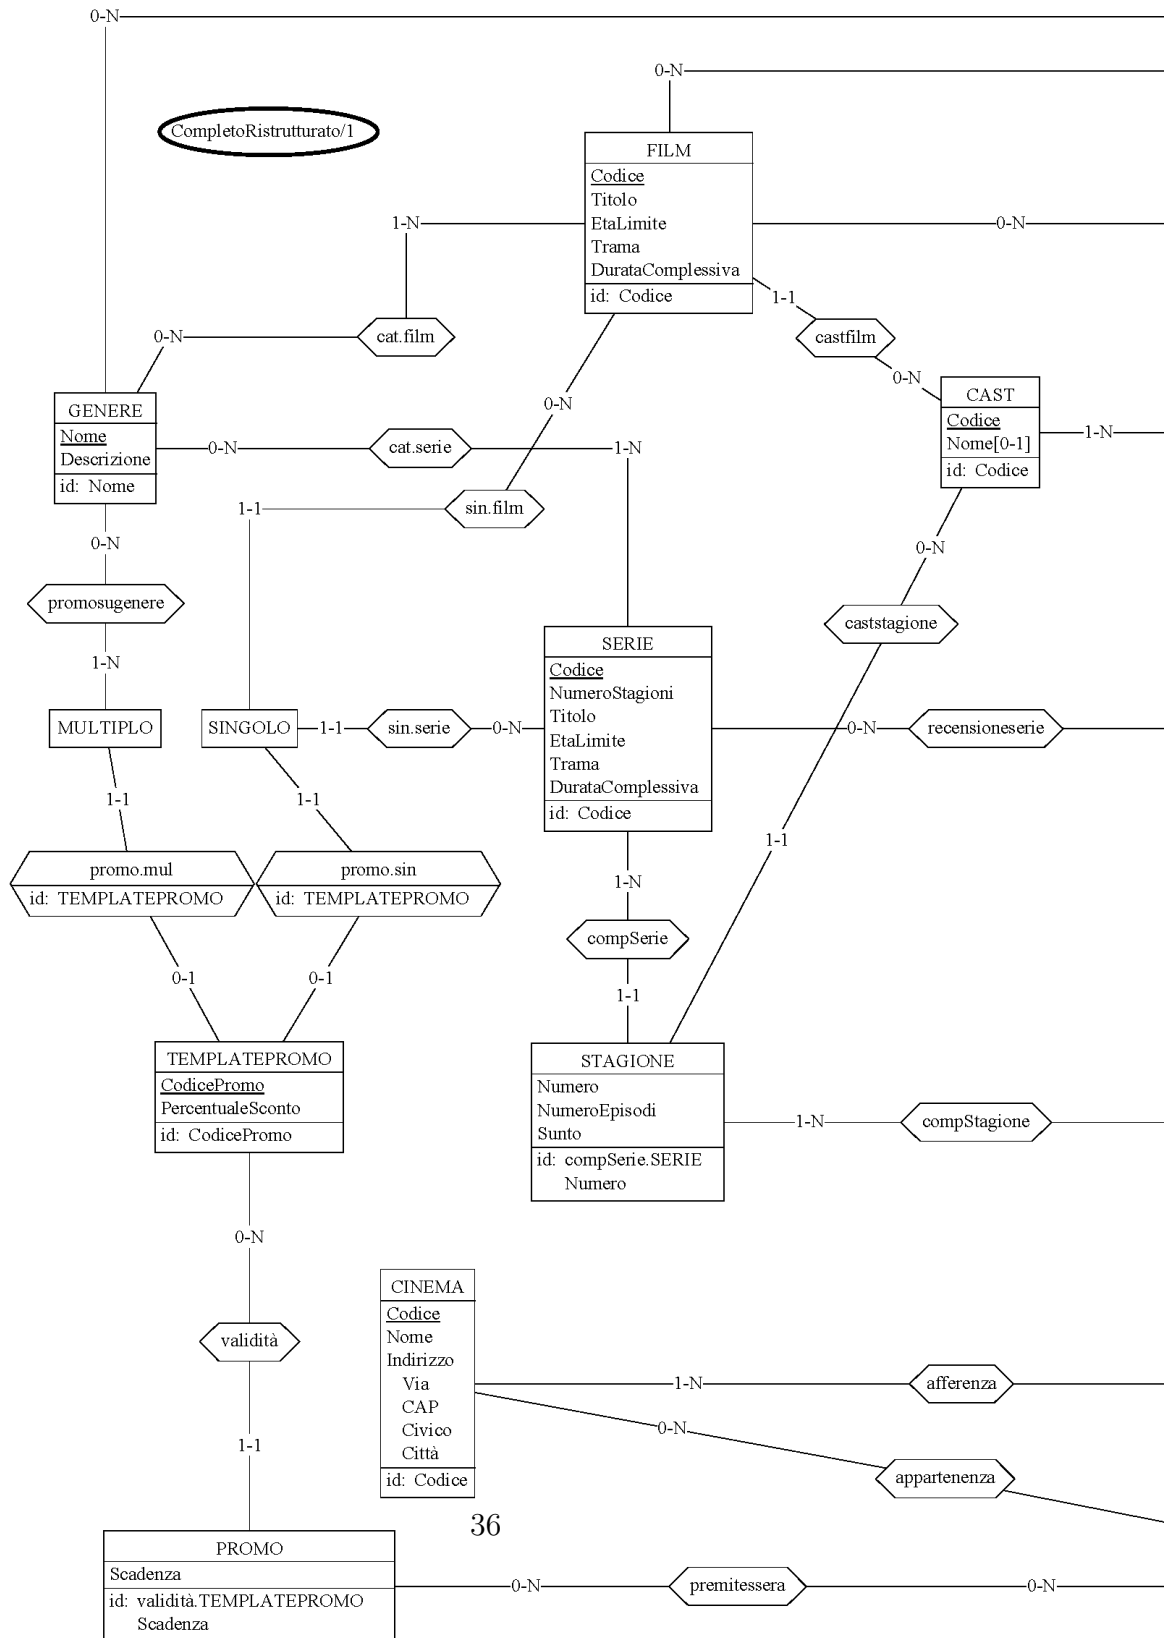 0-N
0-N
CompletoRistrutturato/1
FILM
Codice
Titolo
EtaLimite
Trama
DurataComplessiva
id: Codice
1-N
0-N
1-1
0-N
cat.film
castfilm
0-N
CAST
Codice
Nome[0-1]
id: Codice
1-N
GENERE
Nome
Descrizione
id: Nome
0-N
0-N
cat.serie
1-N
1-1
sin.film
0-N
0-N
promosugenere
caststagione
1-N
SERIE
Codice
NumeroStagioni
Titolo
EtaLimite
Trama
DurataComplessiva
id: Codice
MULTIPLO
SINGOLO
1-1
sin.serie
0-N
0-N
recensioneserie
1-1
1-1
1-1
promo.mul
id: TEMPLATEPROMO
promo.sin
id: TEMPLATEPROMO
1-N
compSerie
0-1
0-1
1-1
TEMPLATEPROMO
CodicePromo
PercentualeSconto
id: CodicePromo
STAGIONE
Numero
NumeroEpisodi
Sunto
id: compSerie.SERIE
Numero
1-N
compStagione
0-N
CINEMA
Codice
Nome
Indirizzo
Via
CAP
Civico
Città
id: Codice
validità
1-N
afferenza
0-N
1-1
appartenenza
36
PROMO
Scadenza
id: validità.TEMPLATEPROMO
Scadenza
0-N
premitessera
0-N